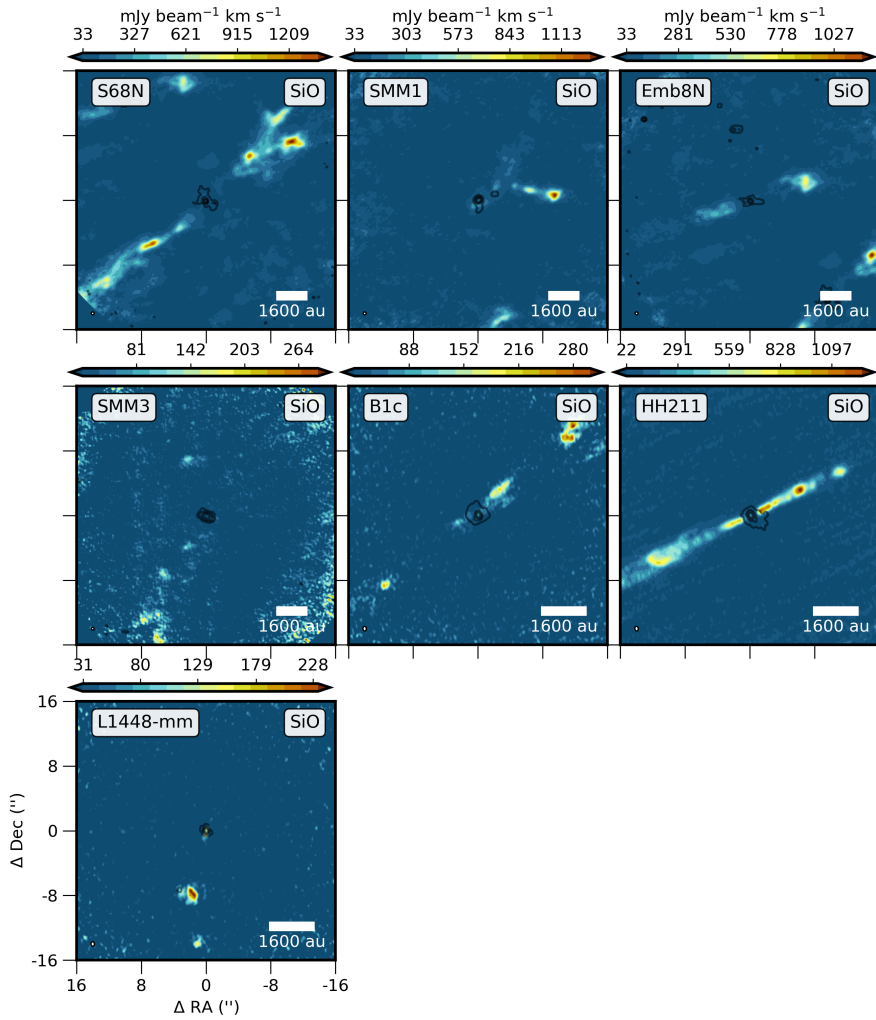 mJy beam⁻¹ km s⁻¹ mJy beam⁻¹ km s⁻¹ mJy beam⁻¹ km s⁻¹
33 327 621 915 1209 33 303 573 843 1113 33 281 530 778 1027
S68N SiO SMM1 SiO Emb8N SiO
1600 au 1600 au 1600 au
81 142 203 264 88 152 216 280 22 291 559 828 1097
SMM3 SiO B1c SiO HH211 SiO
1600 au 1600 au 1600 au
31 80 129 179 228
16
L1448-mm SiO
8
0
Δ Dec ('')
-8
1600 au
-16
16 8 0 -8 -16
Δ RA ('')